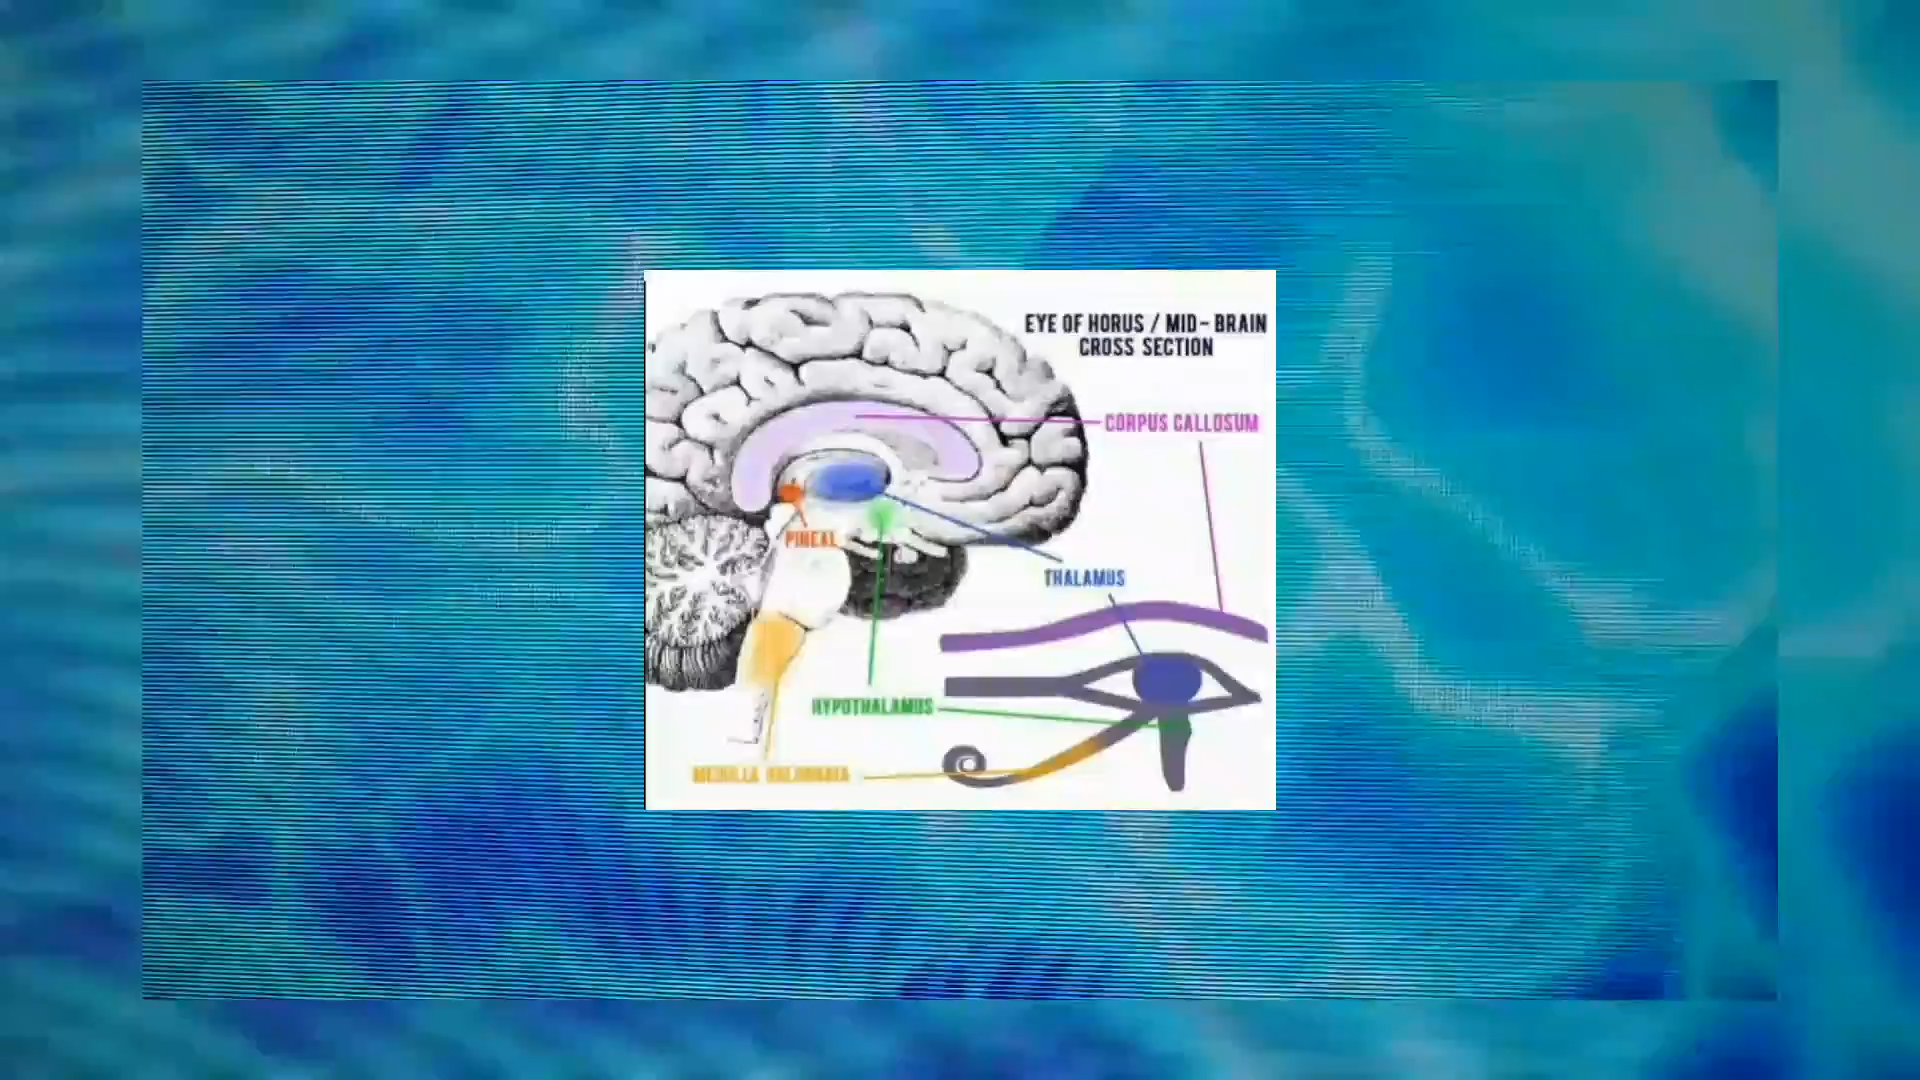 EYE OF HORUS / MID - BRAIN
CROSS SECTION
CORPUS CALLOSUM
PINEAL
THALAMUS
HYPOTHALAMUS